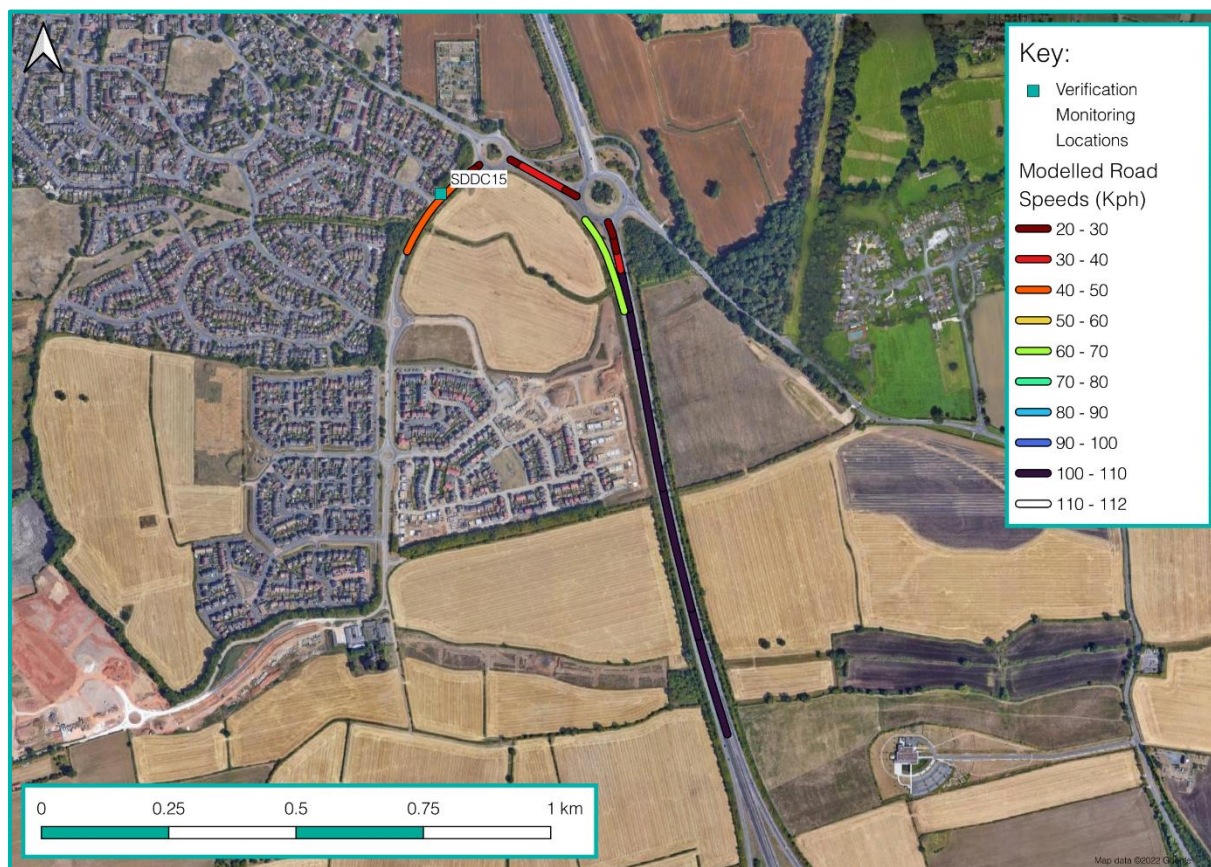 Key:
Verification
Monitoring
Locations
Modelled Road
Speeds (Kph)
20 - 30
30 - 40
40 - 50
50 - 60
60 - 70
70 - 80
80 - 90
90 - 100
100 - 110
110 - 112
SDDC15
0 0.25 0.5 0.75 1 km
Map data ©2022 Google